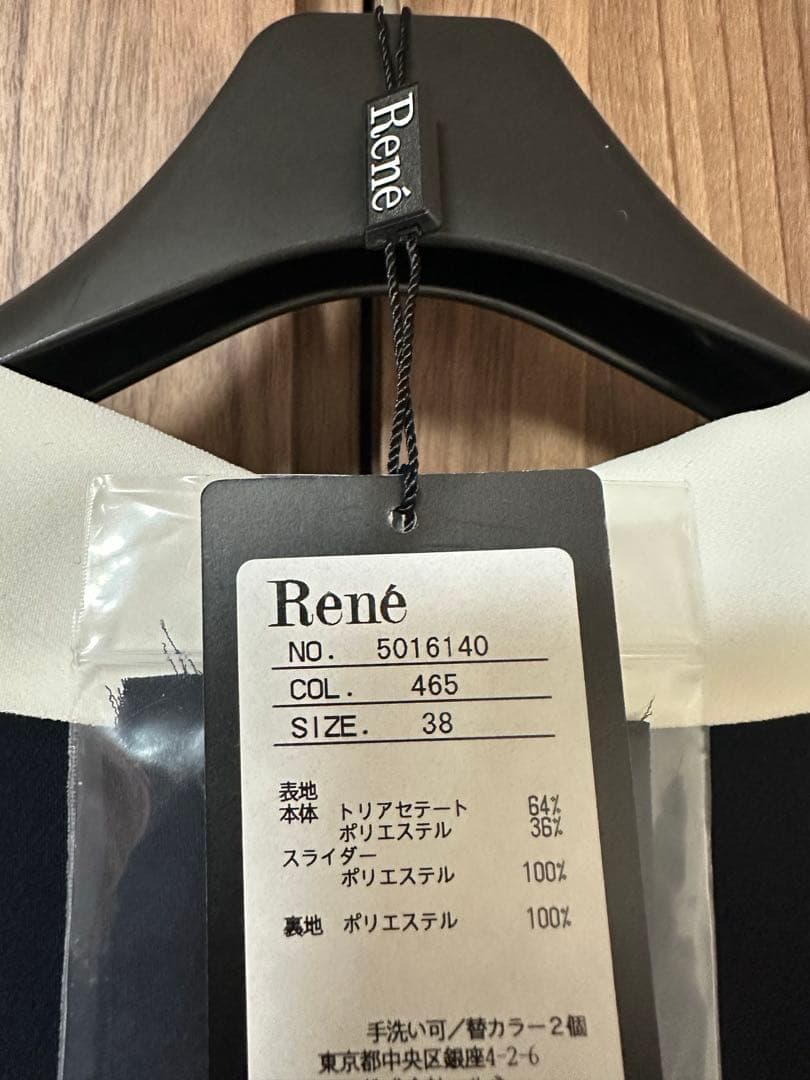 René
René
NO. 5016140
COL. 465
SIZE. 38
表地
本体 トリアセテート 64%
ポリエステル 36%
スライダー
ポリエステル 100%
裏地 ポリエステル 100%
手洗い可/替カラー2個
東京都中央区銀座4-2-6